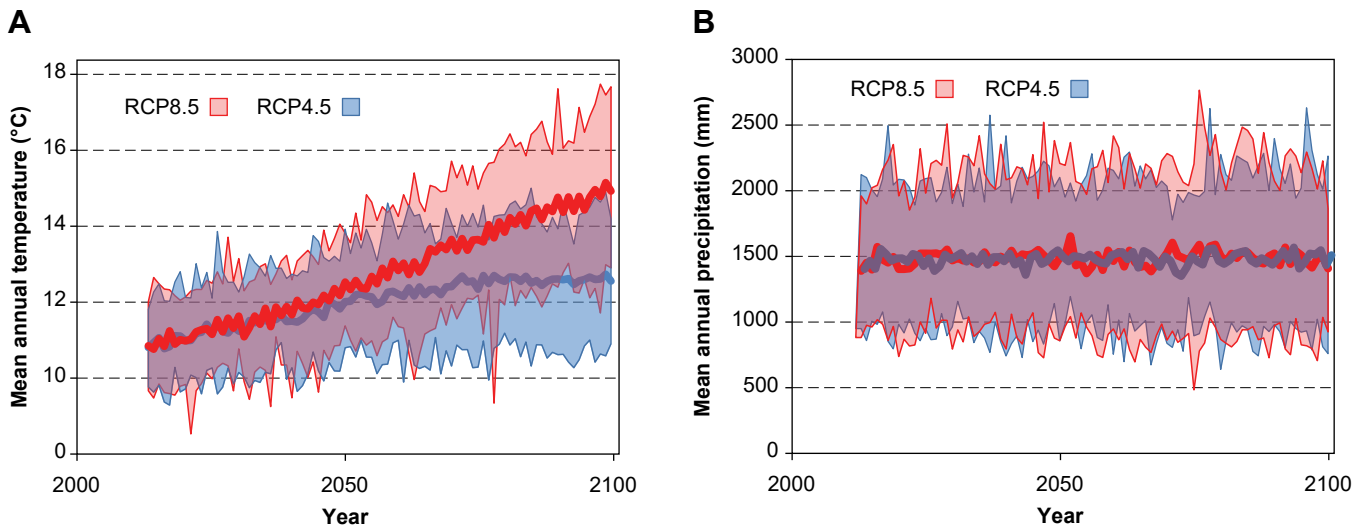 A
Mean annual temperature (°C)
18
16
14
12
10
0
RCP8.5
RCP4.5
2000
2050
2100
Year
B
Mean annual precipitation (mm)
3000
2500
2000
1500
1000
500
0
RCP8.5
RCP4.5
2000
2050
2100
Year